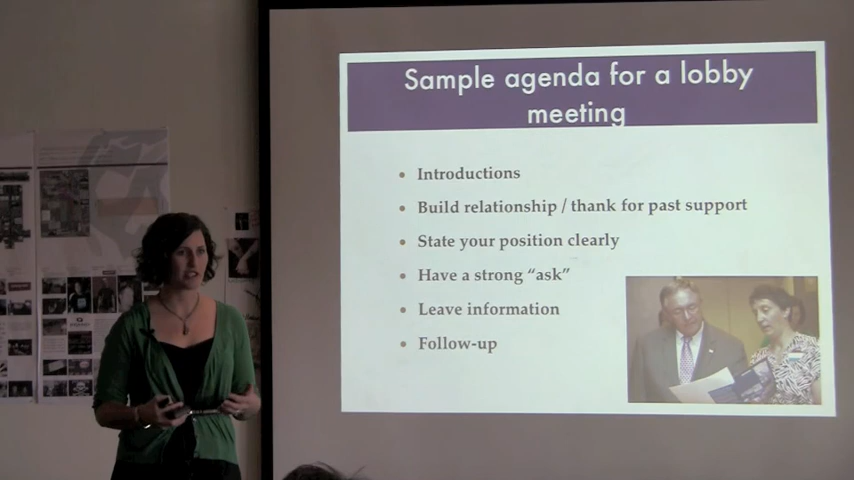 Sample agenda for a lobby
meeting
• Introductions
• Build relationship / thank for past support
• State your position clearly
• Have a strong “ask”
• Leave information
• Follow-up